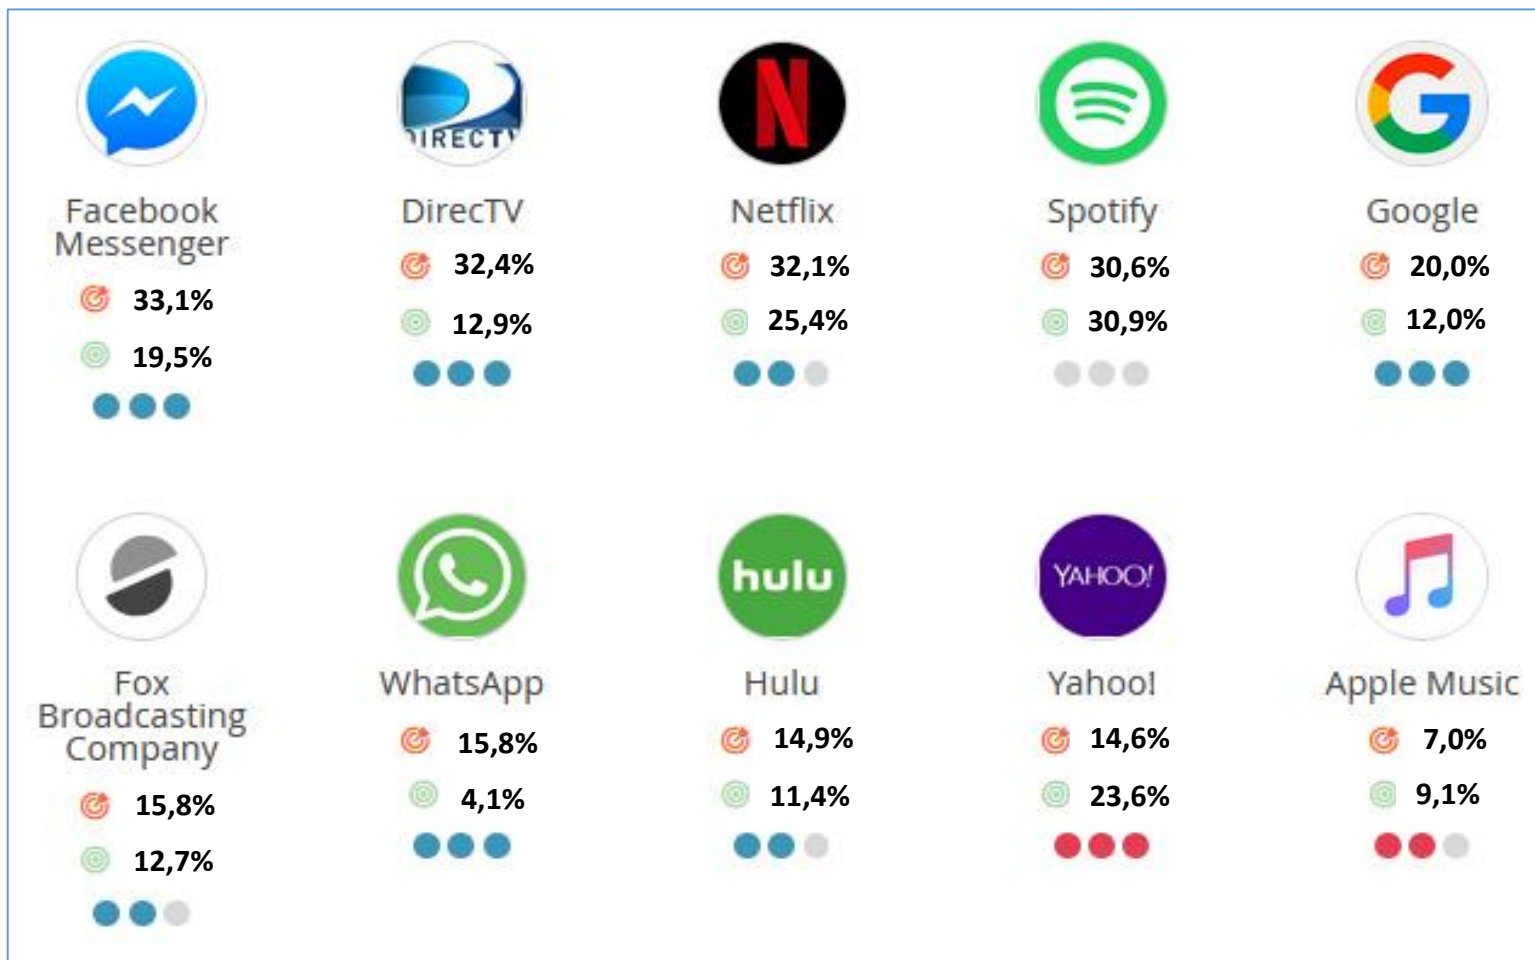 DIRECTV
N
G
Facebook
Messenger
33,1%
19,5%
DirecTV
32,4%
12,9%
Netflix
32,1%
25,4%
Spotify
30,6%
30,9%
Google
20,0%
12,0%
hulu
YAHOO!
Fox
Broadcasting
Company
15,8%
12,7%
WhatsApp
15,8%
4,1%
Hulu
14,9%
11,4%
Yahoo!
14,6%
23,6%
Apple Music
7,0%
9,1%